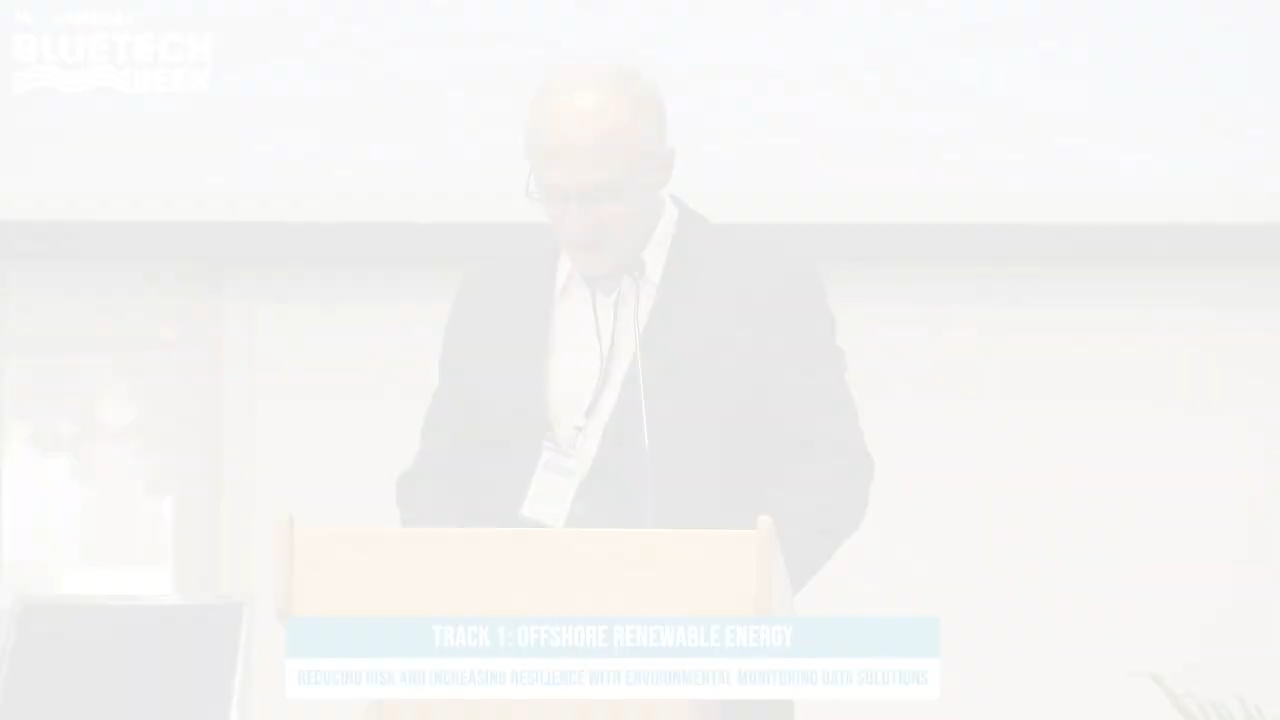 BLUETECH
WEEK
TRACK 1: OFFSHORE RENEWABLE ENERGY
REDUCING RISK AND INCREASING RESILIENCE WITH ENVIRONMENTAL MONITORING DATA SOLUTIONS